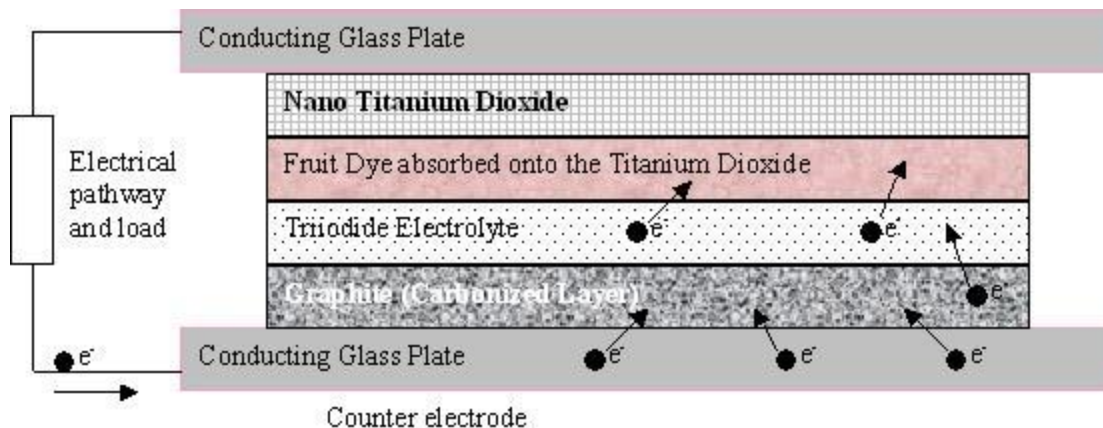 Conducting Glass Plate
Nano Titanium Dioxide
Fruit Dye absorbed onto the Titanium Dioxide
Electrical
pathway
and load
Triiodide Electrolyte
e-
e-
Graphite (Carbonized Layer)
e-
Conducting Glass Plate
e-
e-
e-
e-
Counter electrode